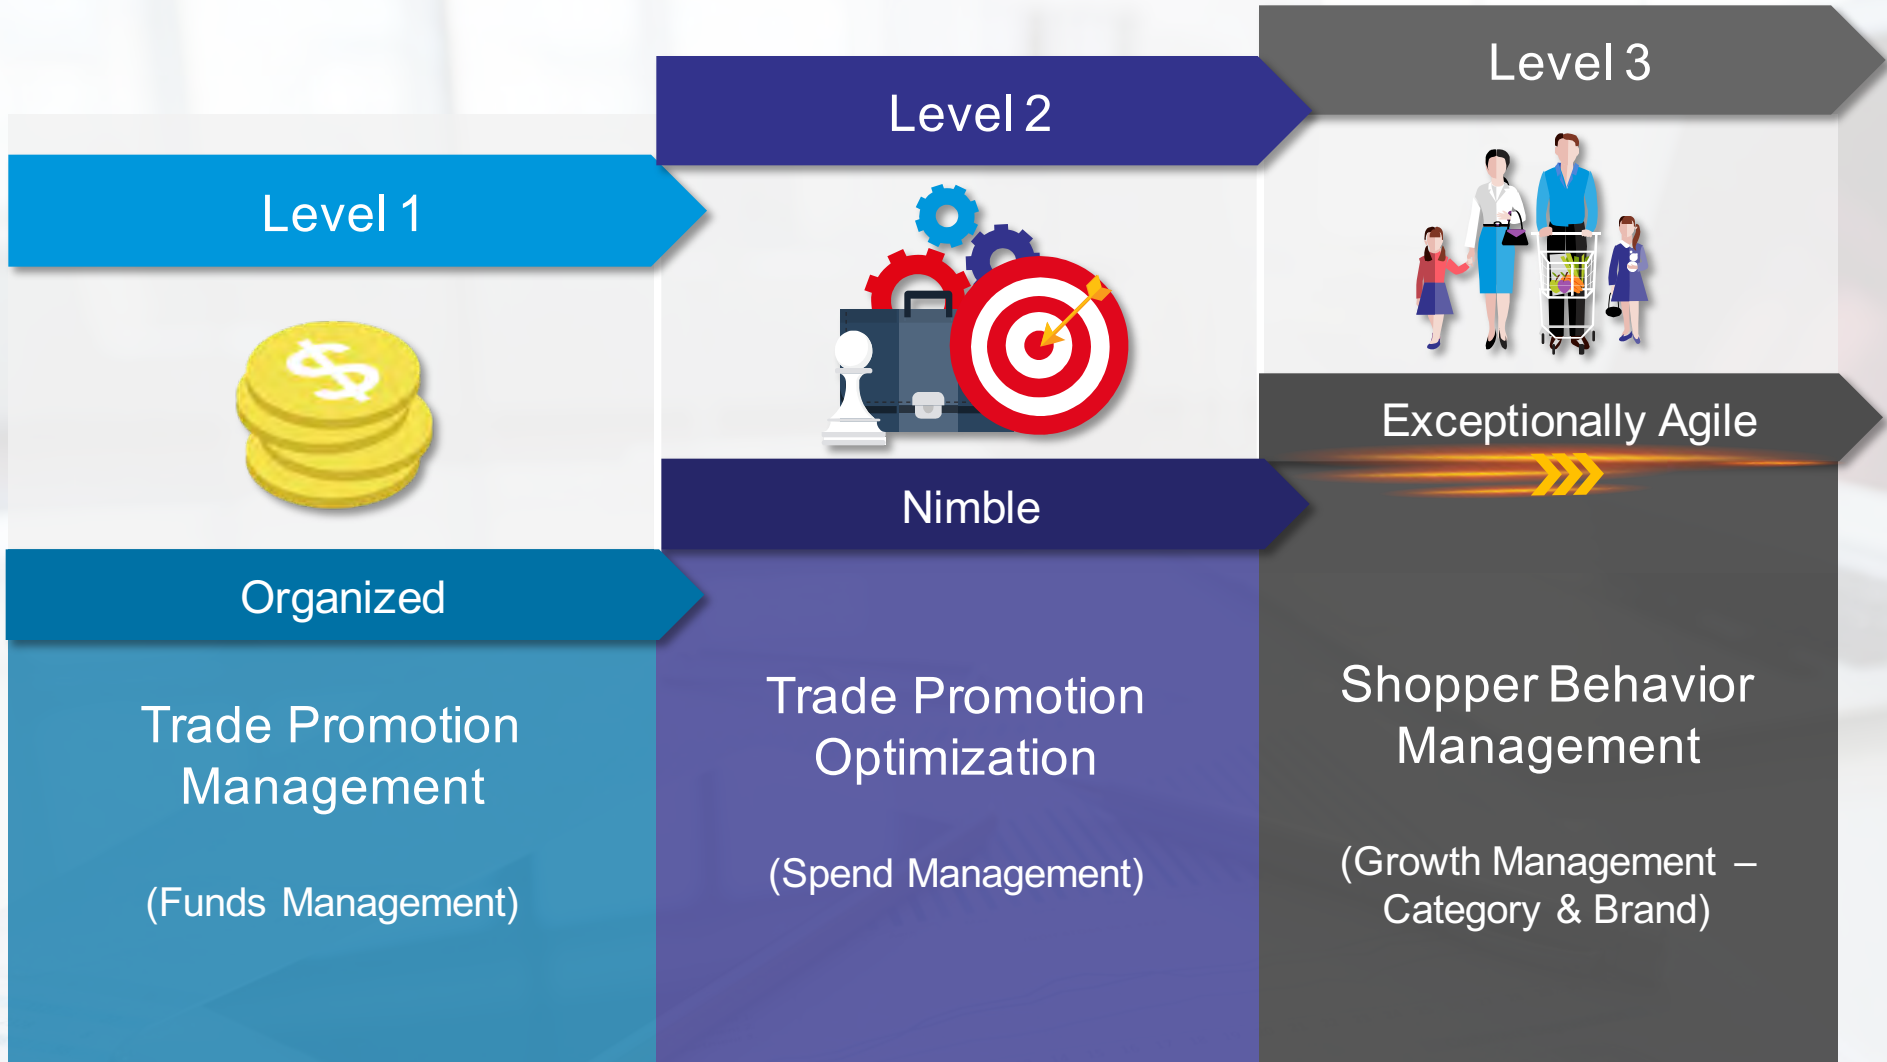 Level 1
$
Organized
Trade Promotion
Management
(Funds Management)
Level 2
Nimble
Trade Promotion
Optimization
(Spend Management)
Level 3
Exceptionally Agile
Shopper Behavior
Management
(Growth Management –
Category & Brand)